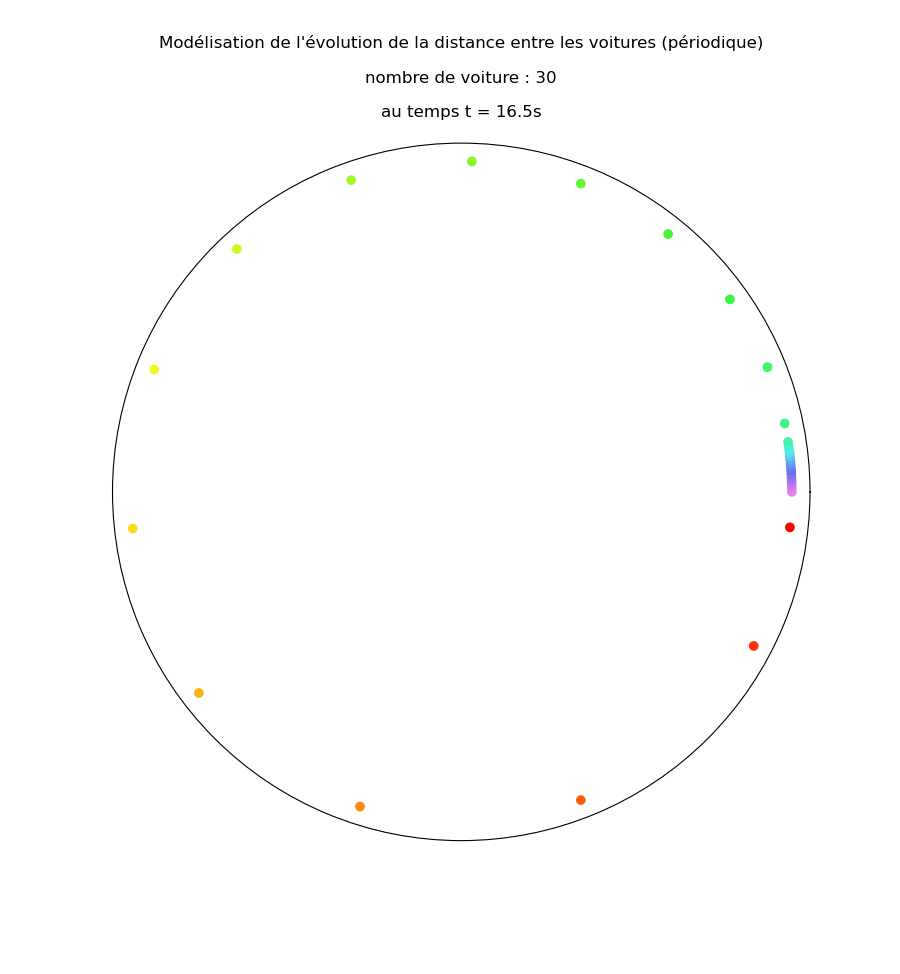 Modélisation de l'évolution de la distance entre les voitures (périodique)
nombre de voiture : 30
au temps t = 16.5s